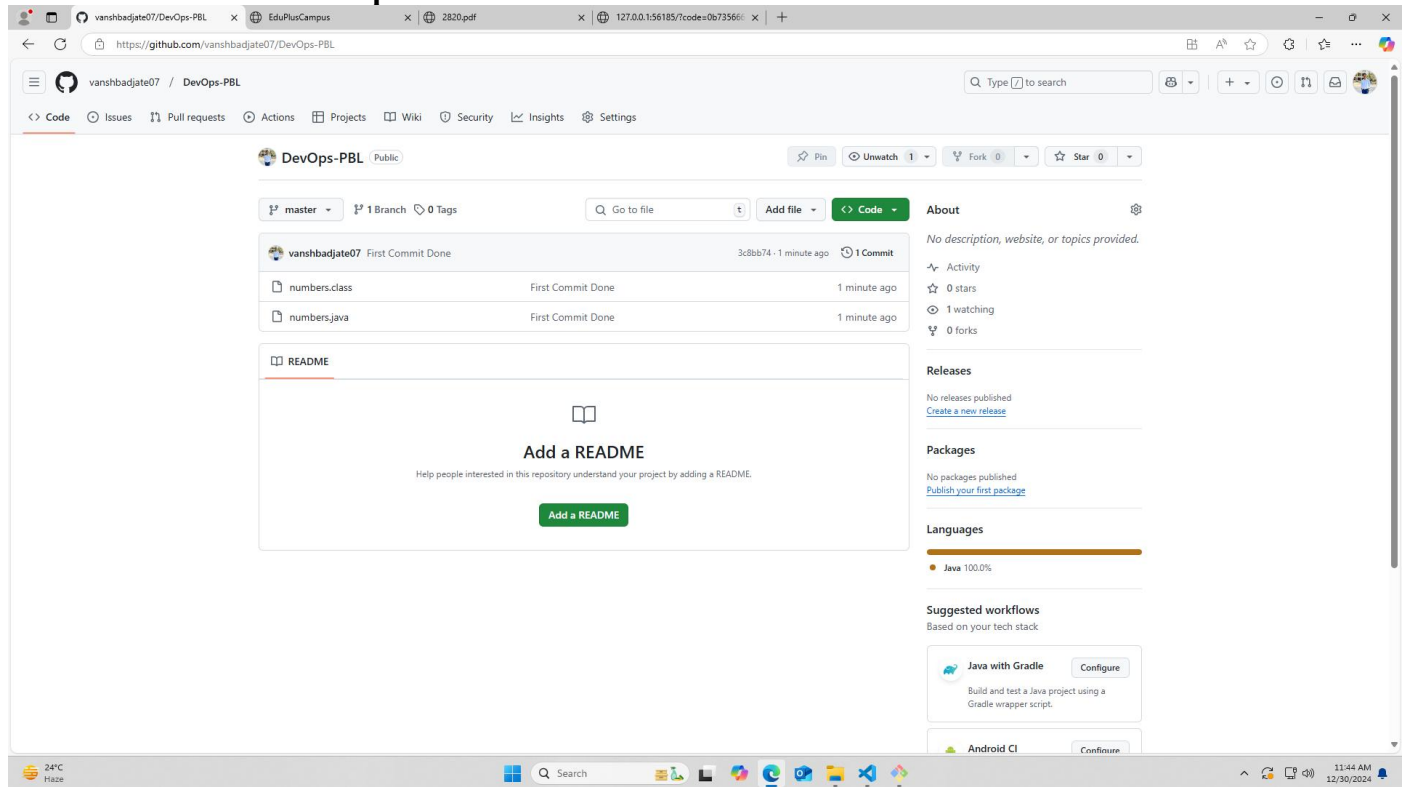 vanshbadjate07/DevOps-PBL
EduPlusCampus
2820.pdf
127.0.0.1:56185/?code=0b735666
https://github.com/vanshbadjate07/DevOps-PBL
vanshbadjate07 / DevOps-PBL
Type / to search
Code Issues Pull requests Actions Projects Wiki Security Insights Settings
DevOps-PBL Public
Pin Unwatch 1 Fork 0 Star 0
master 1 Branch 0 Tags
Go to file t Add file Code
vanshbadjate07 First Commit Done 3c8bb74 · 1 minute ago 1 Commit
numbers.class First Commit Done 1 minute ago
numbers.java First Commit Done 1 minute ago
README
Add a README
Help people interested in this repository understand your project by adding a README.
Add a README
About
No description, website, or topics provided.
Activity
0 stars
1 watching
0 forks
Releases
No releases published
Create a new release
Packages
No packages published
Publish your first package
Languages
Java 100.0%
Suggested workflows
Based on your tech stack
Java with Gradle Configure
Build and test a Java project using a
Gradle wrapper script.
Android CI Configure
24°C
Haze
Search
11:44 AM
12/30/2024